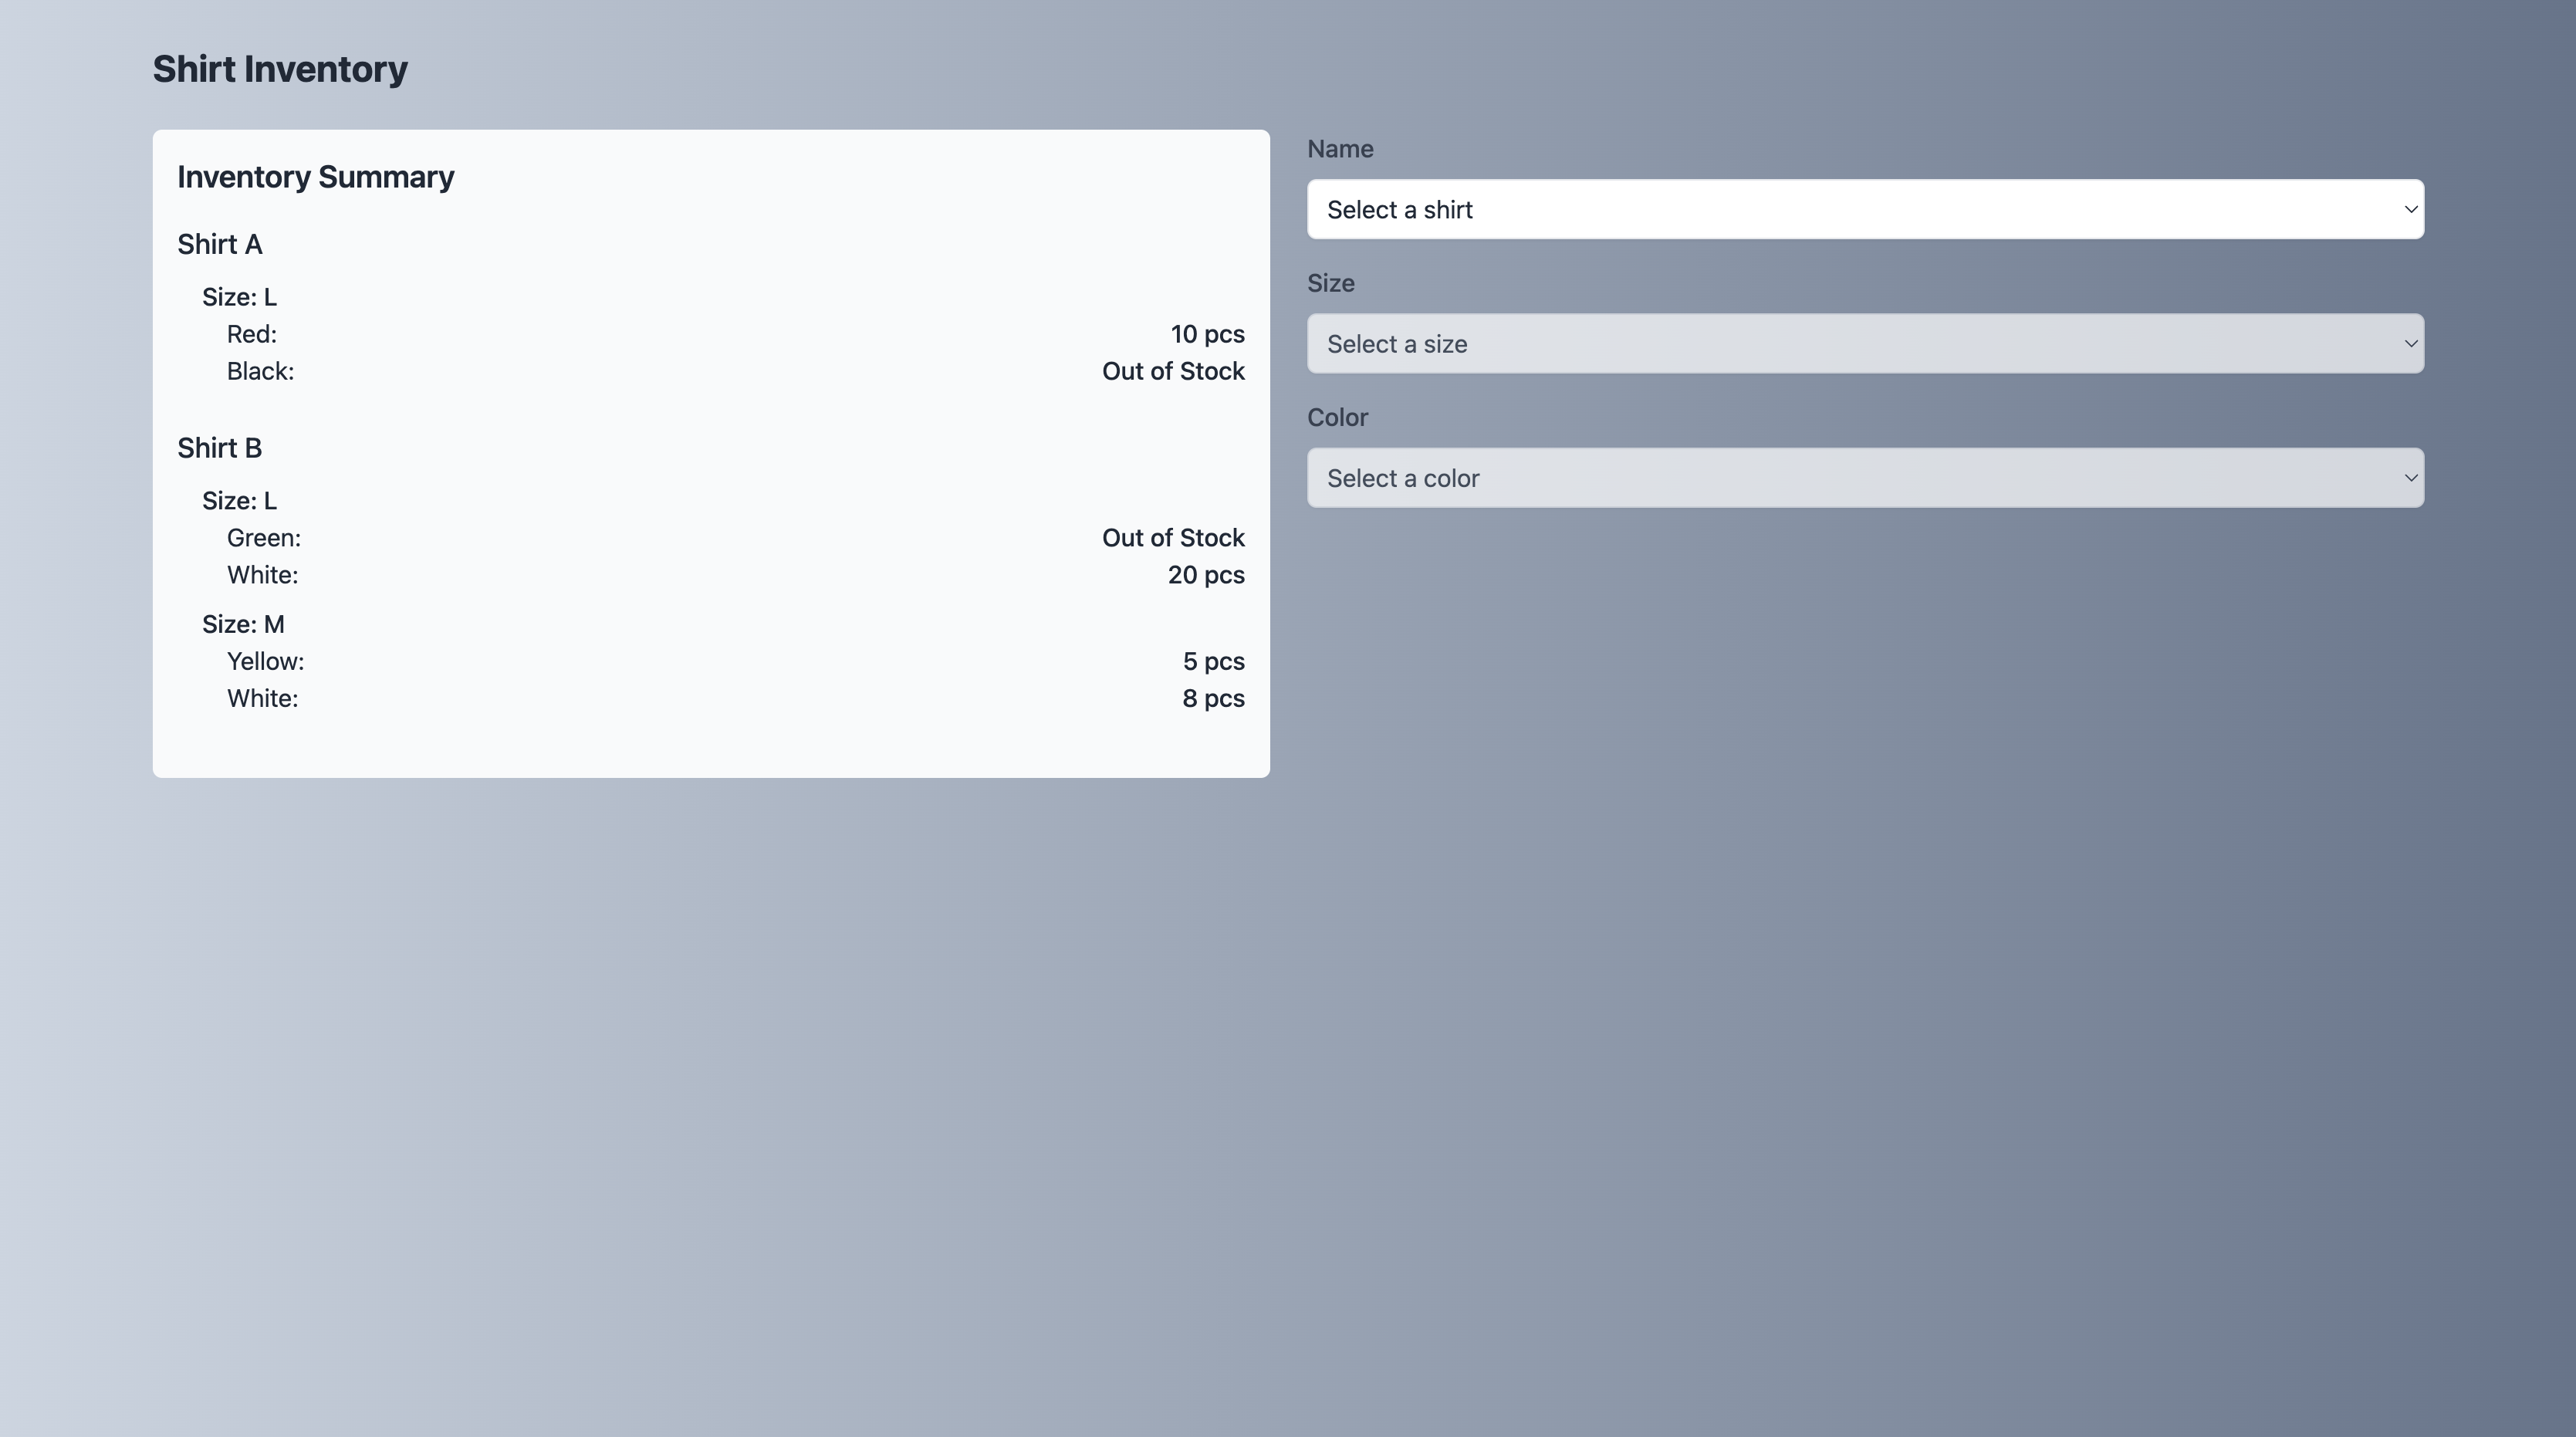 Shirt Inventory
Inventory Summary
Shirt A
Size: L
Red: 10 pcs
Black: Out of Stock
Shirt B
Size: L
Green: Out of Stock
White: 20 pcs
Size: M
Yellow: 5 pcs
White: 8 pcs
Name
Select a shirt
Size
Select a size
Color
Select a color